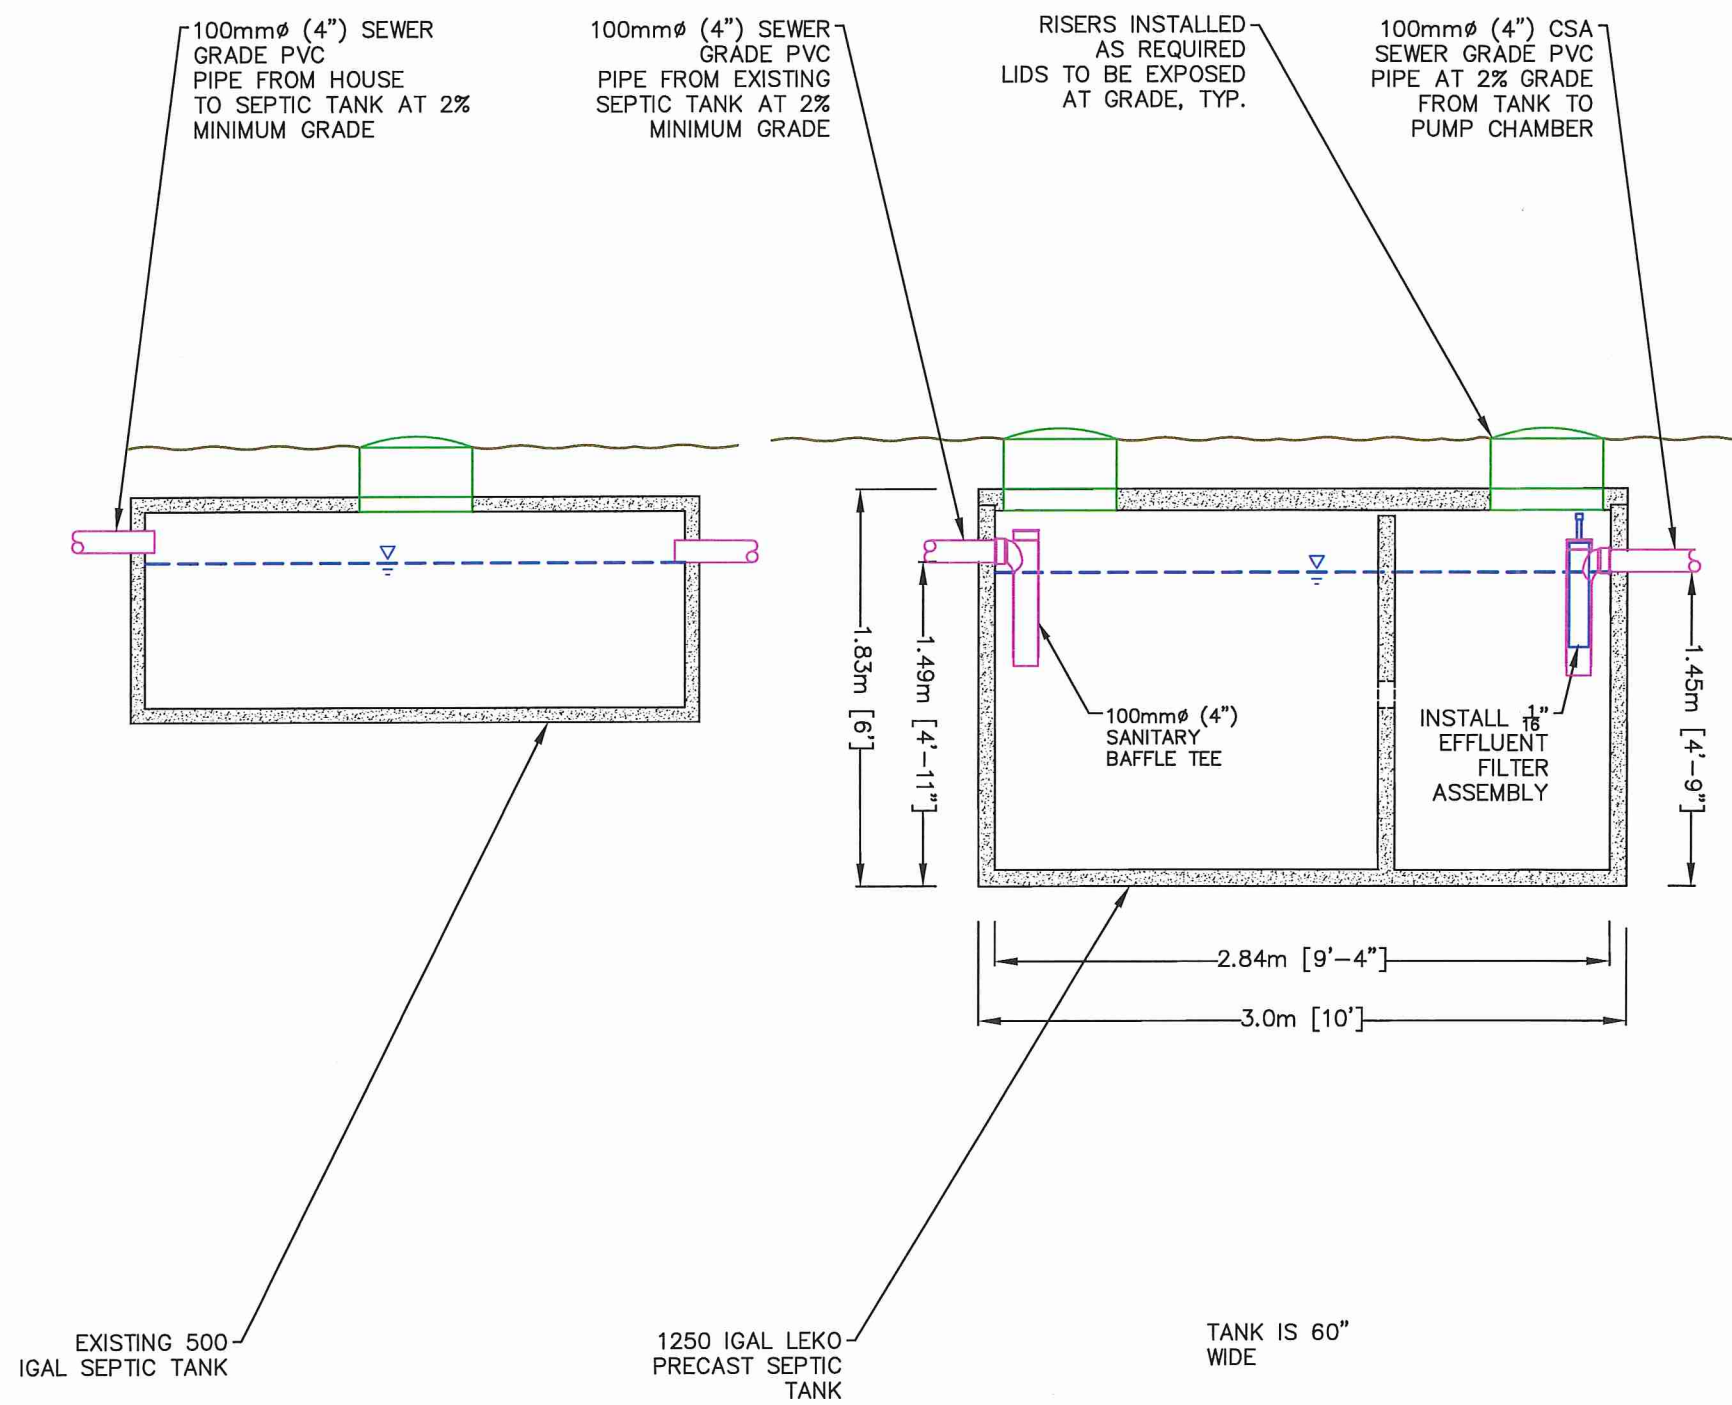 100mmø (4") SEWER
GRADE PVC
PIPE FROM HOUSE
TO SEPTIC TANK AT 2%
MINIMUM GRADE
100mmø (4") SEWER
GRADE PVC
PIPE FROM EXISTING
SEPTIC TANK AT 2%
MINIMUM GRADE
RISERS INSTALLED
AS REQUIRED
LIDS TO BE EXPOSED
AT GRADE, TYP.
100mmø (4") CSA
SEWER GRADE PVC
PIPE AT 2% GRADE
FROM TANK TO
PUMP CHAMBER
1.83m [6']
1.49m [4'-11"]
100mmø (4")
SANITARY
BAFFLE TEE
INSTALL 1/16"
EFFLUENT
FILTER
ASSEMBLY
1.45m [4'-9"]
2.84m [9'-4"]
3.0m [10']
EXISTING 500
IGAL SEPTIC TANK
1250 IGAL LEKO
PRECAST SEPTIC
TANK
TANK IS 60"
WIDE